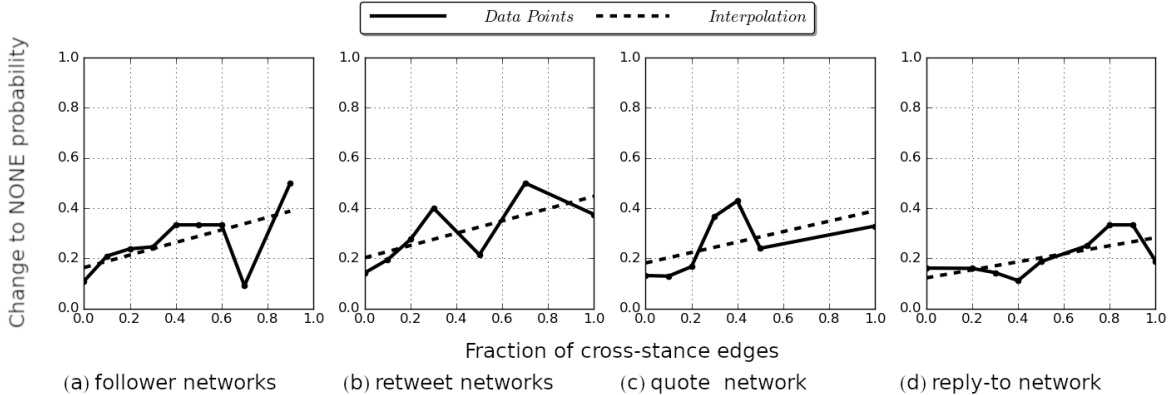 Data Points Interpolation
Change to NONE probability
1.0 1.0 1.0 1.0
0.8 0.8 0.8 0.8
0.6 0.6 0.6 0.6
0.4 0.4 0.4 0.4
0.2 0.2 0.2 0.2
0.0 0.0 0.0 0.0
0.0 0.2 0.4 0.6 0.8 1.0 0.0 0.2 0.4 0.6 0.8 1.0 0.0 0.2 0.4 0.6 0.8 1.0 0.0 0.2 0.4 0.6 0.8 1.0
Fraction of cross-stance edges
(a) follower networks (b) retweet networks (c) quote network (d) reply-to network